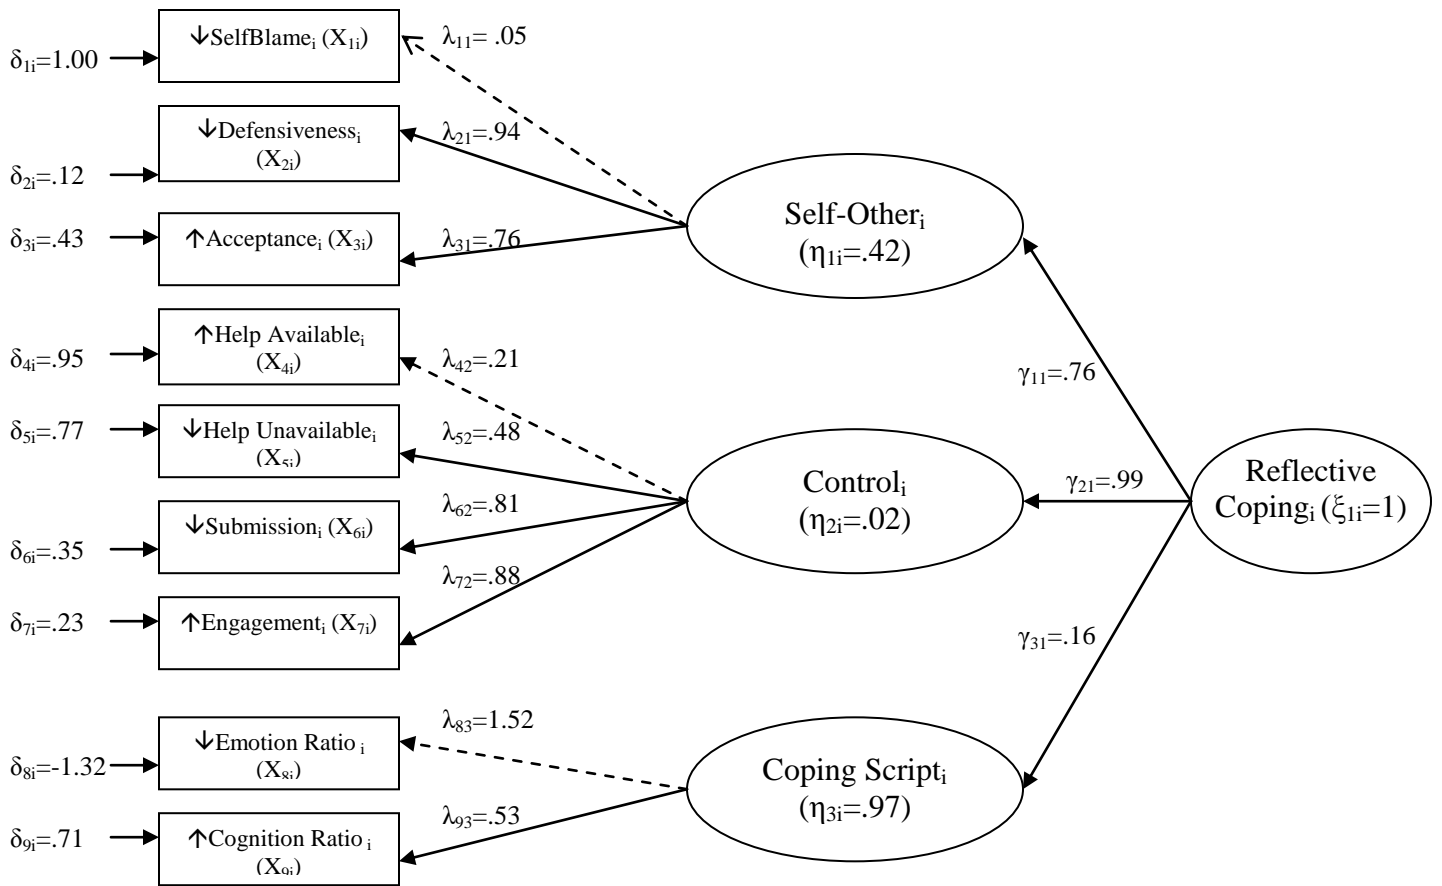 ↓SelfBlameᵢ (X₁ᵢ)
δ₁ᵢ=1.00
λ₁₁= .05
↓Defensivenessᵢ
(X₂ᵢ)
δ₂ᵢ=.12
λ₂₁=.94
↑Acceptanceᵢ (X₃ᵢ)
δ₃ᵢ=.43
λ₃₁=.76
Self-Otherᵢ
(η₁ᵢ=.42)
↑Help Availableᵢ
(X₄ᵢ)
δ₄ᵢ=.95
λ₄₂=.21
γ₁₁=.76
↓Help Unavailableᵢ
(X₅ᵢ)
δ₅ᵢ=.77
λ₅₂=.48
↓Submissionᵢ (X₆ᵢ)
δ₆ᵢ=.35
λ₆₂=.81
Controlᵢ
(η₂ᵢ=.02)
γ₂₁=.99
Reflective
Copingᵢ (ξ₁ᵢ=1)
↑Engagementᵢ (X₇ᵢ)
δ₇ᵢ=.23
λ₇₂=.88
γ₃₁=.16
↓Emotion Ratio ᵢ
(X₈ᵢ)
δ₈ᵢ=-1.32
λ₈₃=1.52
Coping Scriptᵢ
(η₃ᵢ=.97)
↑Cognition Ratio ᵢ
(X₉ᵢ)
δ₉ᵢ=.71
λ₉₃=.53